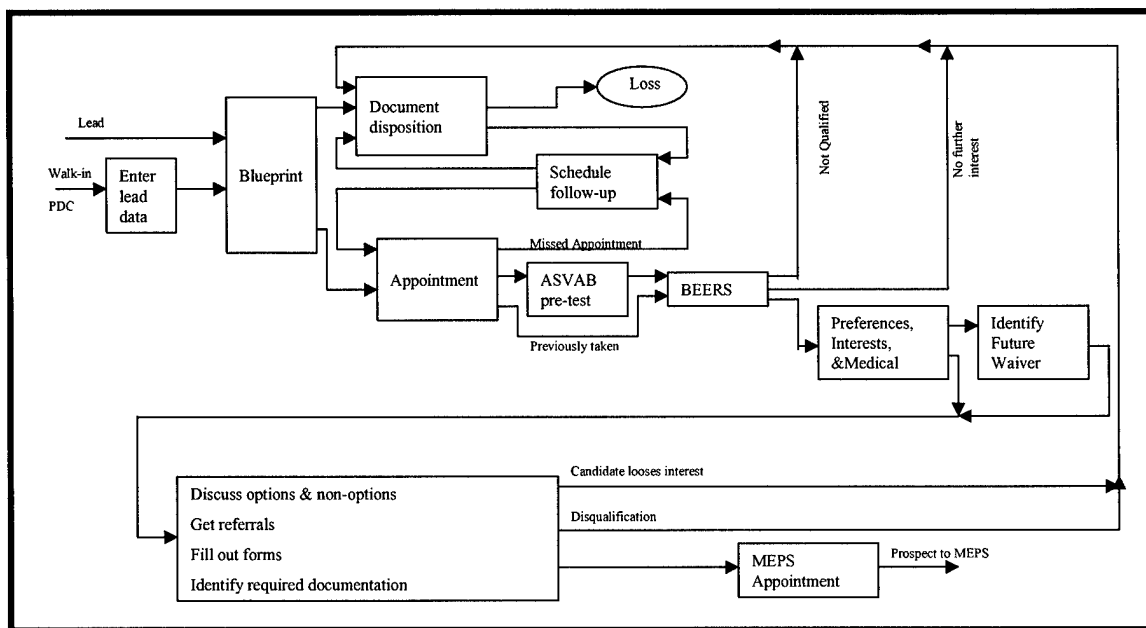 Lead
Walk-in
PDC
Enter
lead
data
Blueprint
Document
disposition
Loss
Schedule
follow-up
Not Qualified
No further
interest
Missed Appointment
Appointment
ASVAB
pre-test
BEERS
Previously taken
Preferences,
Interests,
&Medical
Identify
Future
Waiver
Discuss options & non-options
Get referrals
Fill out forms
Identify required documentation
Candidate looses interest
Disqualification
MEPS
Appointment
Prospect to MEPS